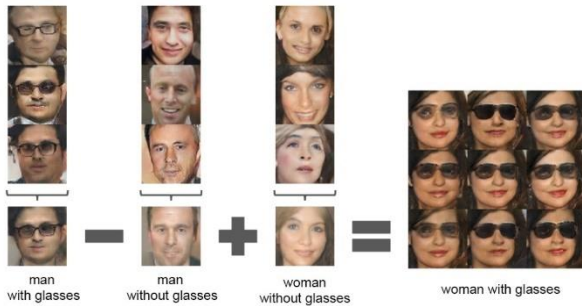 man
with glasses
man
without glasses
woman
without glasses
woman with glasses